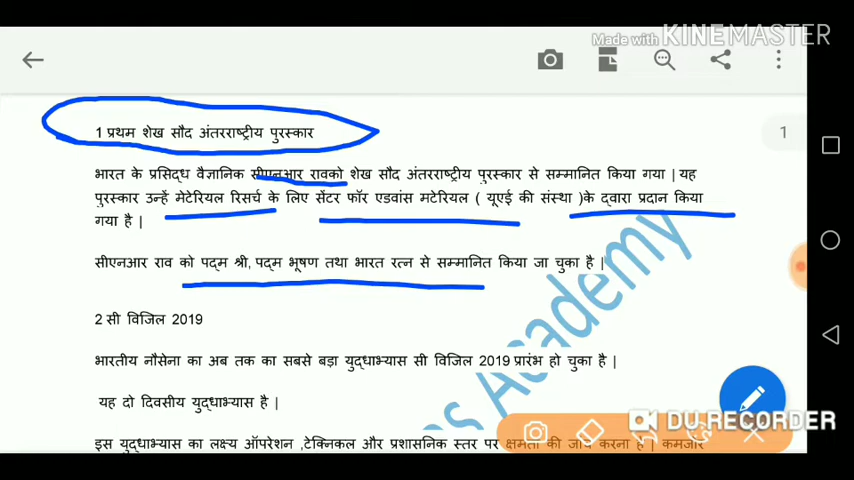 Made with KINEMASTER
1 प्रथम शेख सौद अंतरराष्ट्रीय पुरस्कार
1
भारत के प्रसिद्ध वैज्ञानिक सीएनआर रावको शेख सौद अंतरराष्ट्रीय पुरस्कार से सम्मानित किया गया | यह
पुरस्कार उन्हें मेटेरियल रिसर्च के लिए सेंटर फॉर एडवांस मटेरियल ( यूएई की संस्था )के द्वारा प्रदान किया
गया है |
सीएनआर राव को पद्म श्री, पद्म भूषण तथा भारत रत्न से सम्मानित किया जा चुका है |
2 सी विजिल 2019
भारतीय नौसेना का अब तक का सबसे बड़ा युद्धाभ्यास सी विजिल 2019 प्रारंभ हो चुका है |
यह दो दिवसीय युद्धाभ्यास है |
s Academy
DU RECORDER
इस युद्धाभ्यास का लक्ष्य ऑपरेशन ,टेक्निकल और प्रशासनिक स्तर पर क्षमता की जांच करना है | कमजोर